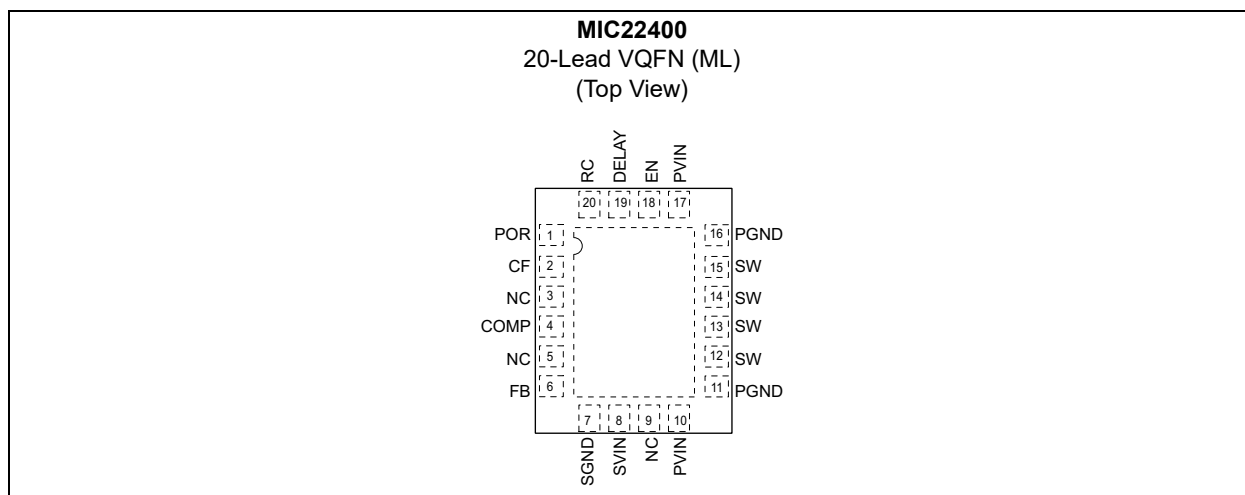 MIC22400
20-Lead VQFN (ML)
(Top View)
RC DELAY EN PVIN
20 19 18 17
POR 1 16 PGND
CF 2 15 SW
NC 3 14 SW
COMP 4 13 SW
NC 5 12 SW
FB 6 11 PGND
7 8 9 10
SGND SVIN NC PVIN